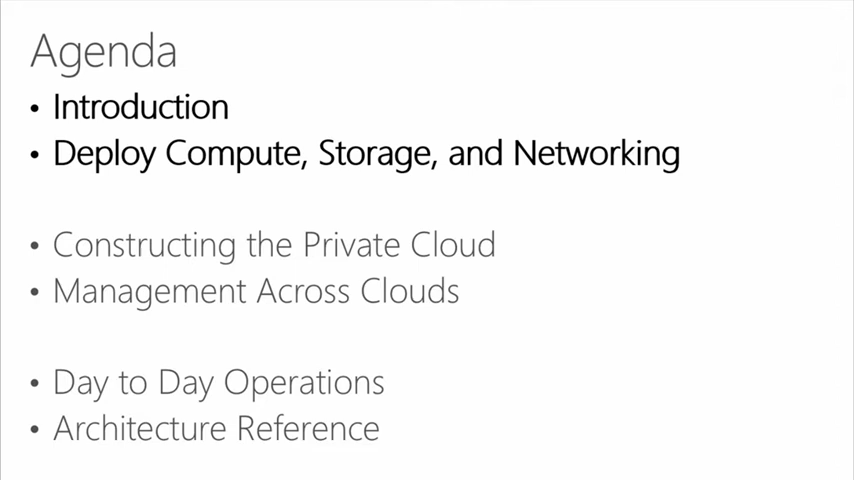 Agenda
• Introduction
• Deploy Compute, Storage, and Networking
• Constructing the Private Cloud
• Management Across Clouds
• Day to Day Operations
• Architecture Reference